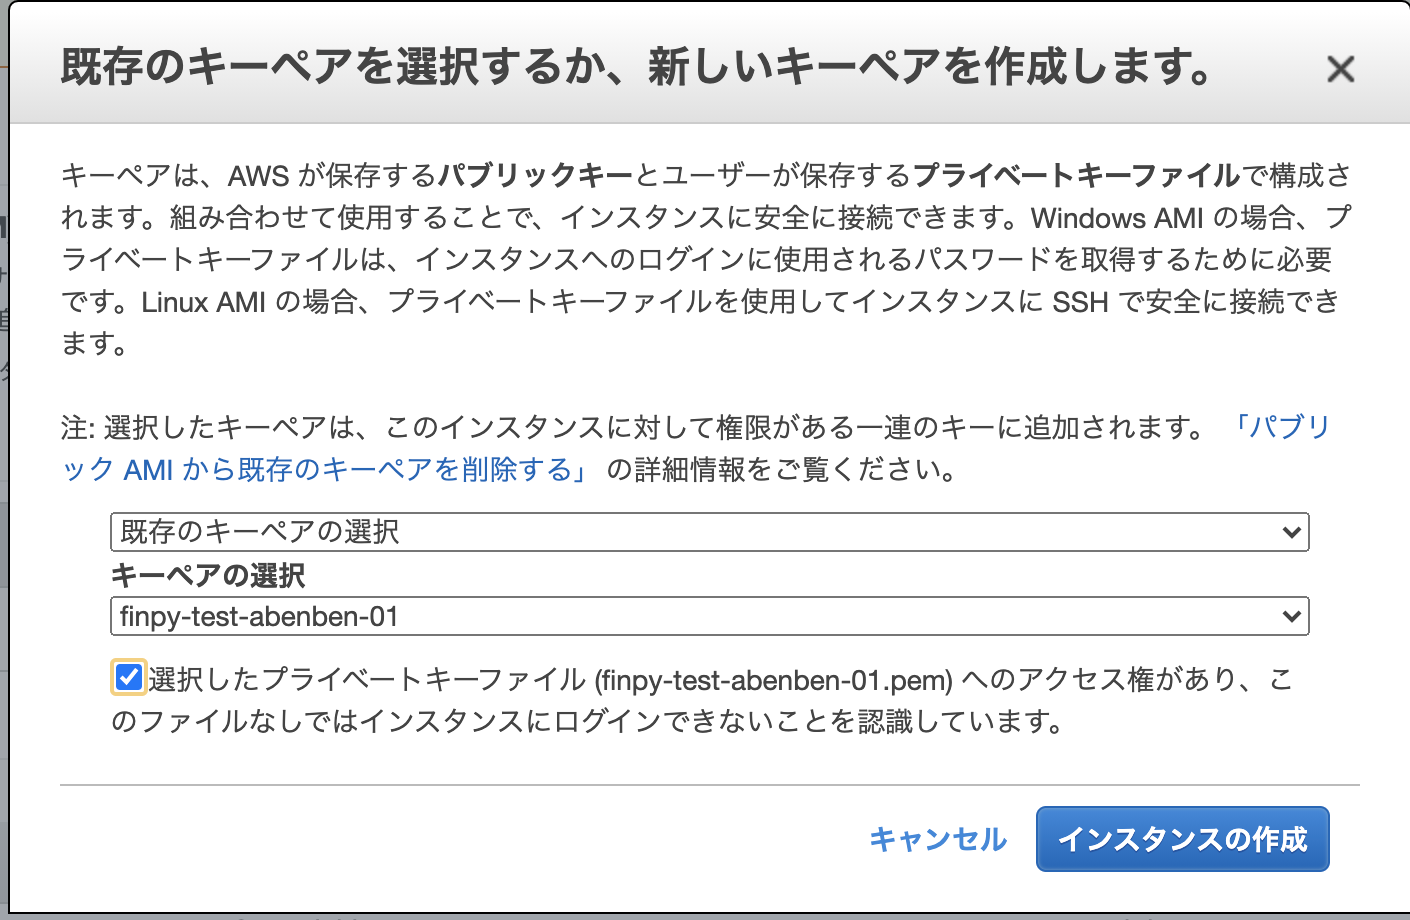 既存のキーペアを選択するか、新しいキーペアを作成します。
キーペアは、AWS が保存するパブリックキーとユーザーが保存するプライベートキーファイルで構成さ
れます。組み合わせて使用することで、インスタンスに安全に接続できます。Windows AMI の場合、プ
ライベートキーファイルは、インスタンスへのログインに使用されるパスワードを取得するために必要
です。Linux AMI の場合、プライベートキーファイルを使用してインスタンスに SSH で安全に接続でき
ます。
注: 選択したキーペアは、このインスタンスに対して権限がある一連のキーに追加されます。 「パブリ
ック AMI から既存のキーペアを削除する」 の詳細情報をご覧ください。
既存のキーペアの選択
キーペアの選択
finpy-test-abenben-01
選択したプライベートキーファイル (finpy-test-abenben-01.pem) へのアクセス権があり、こ
のファイルなしではインスタンスにログインできないことを認識しています。
キャンセル
インスタンスの作成